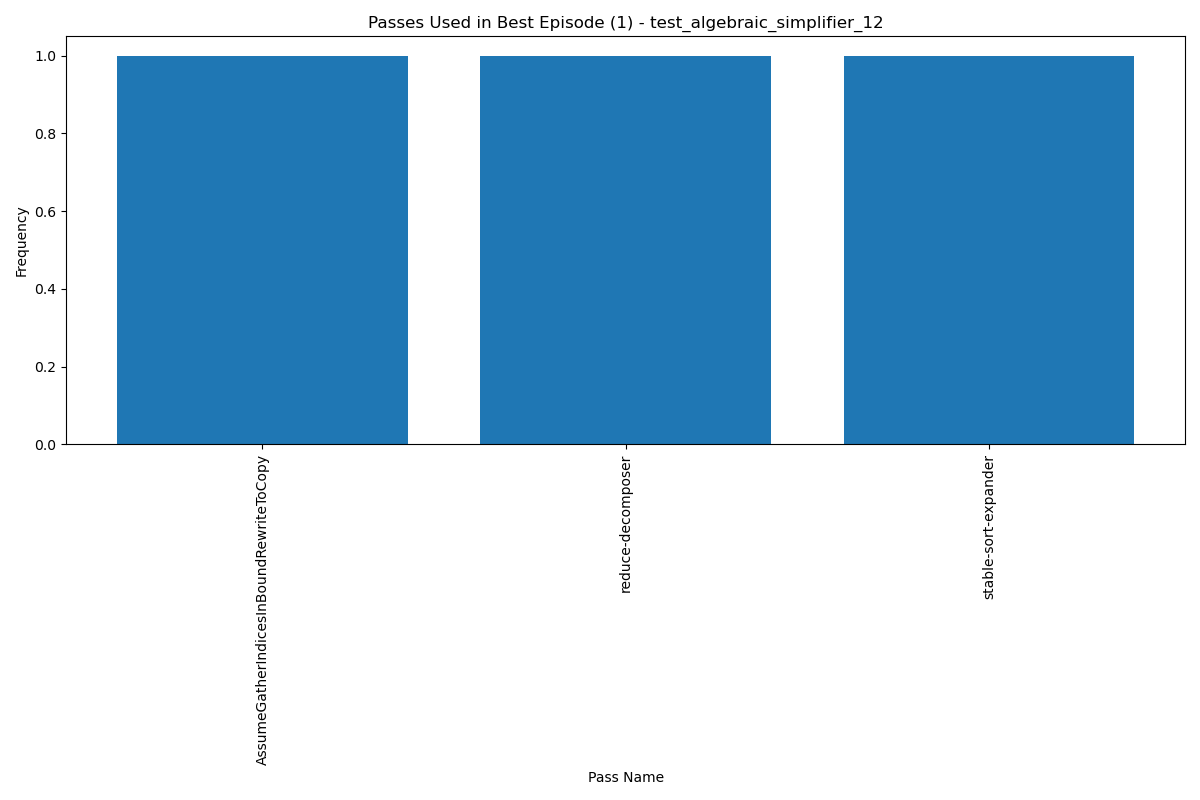 Passes Used in Best Episode (1) - test_algebraic_simplifier_12
Frequency
1.0
0.8
0.6
0.4
0.2
0.0
AssumeGatherIndicesInBoundRewriteToCopy
reduce-decomposer
stable-sort-expander
Pass Name